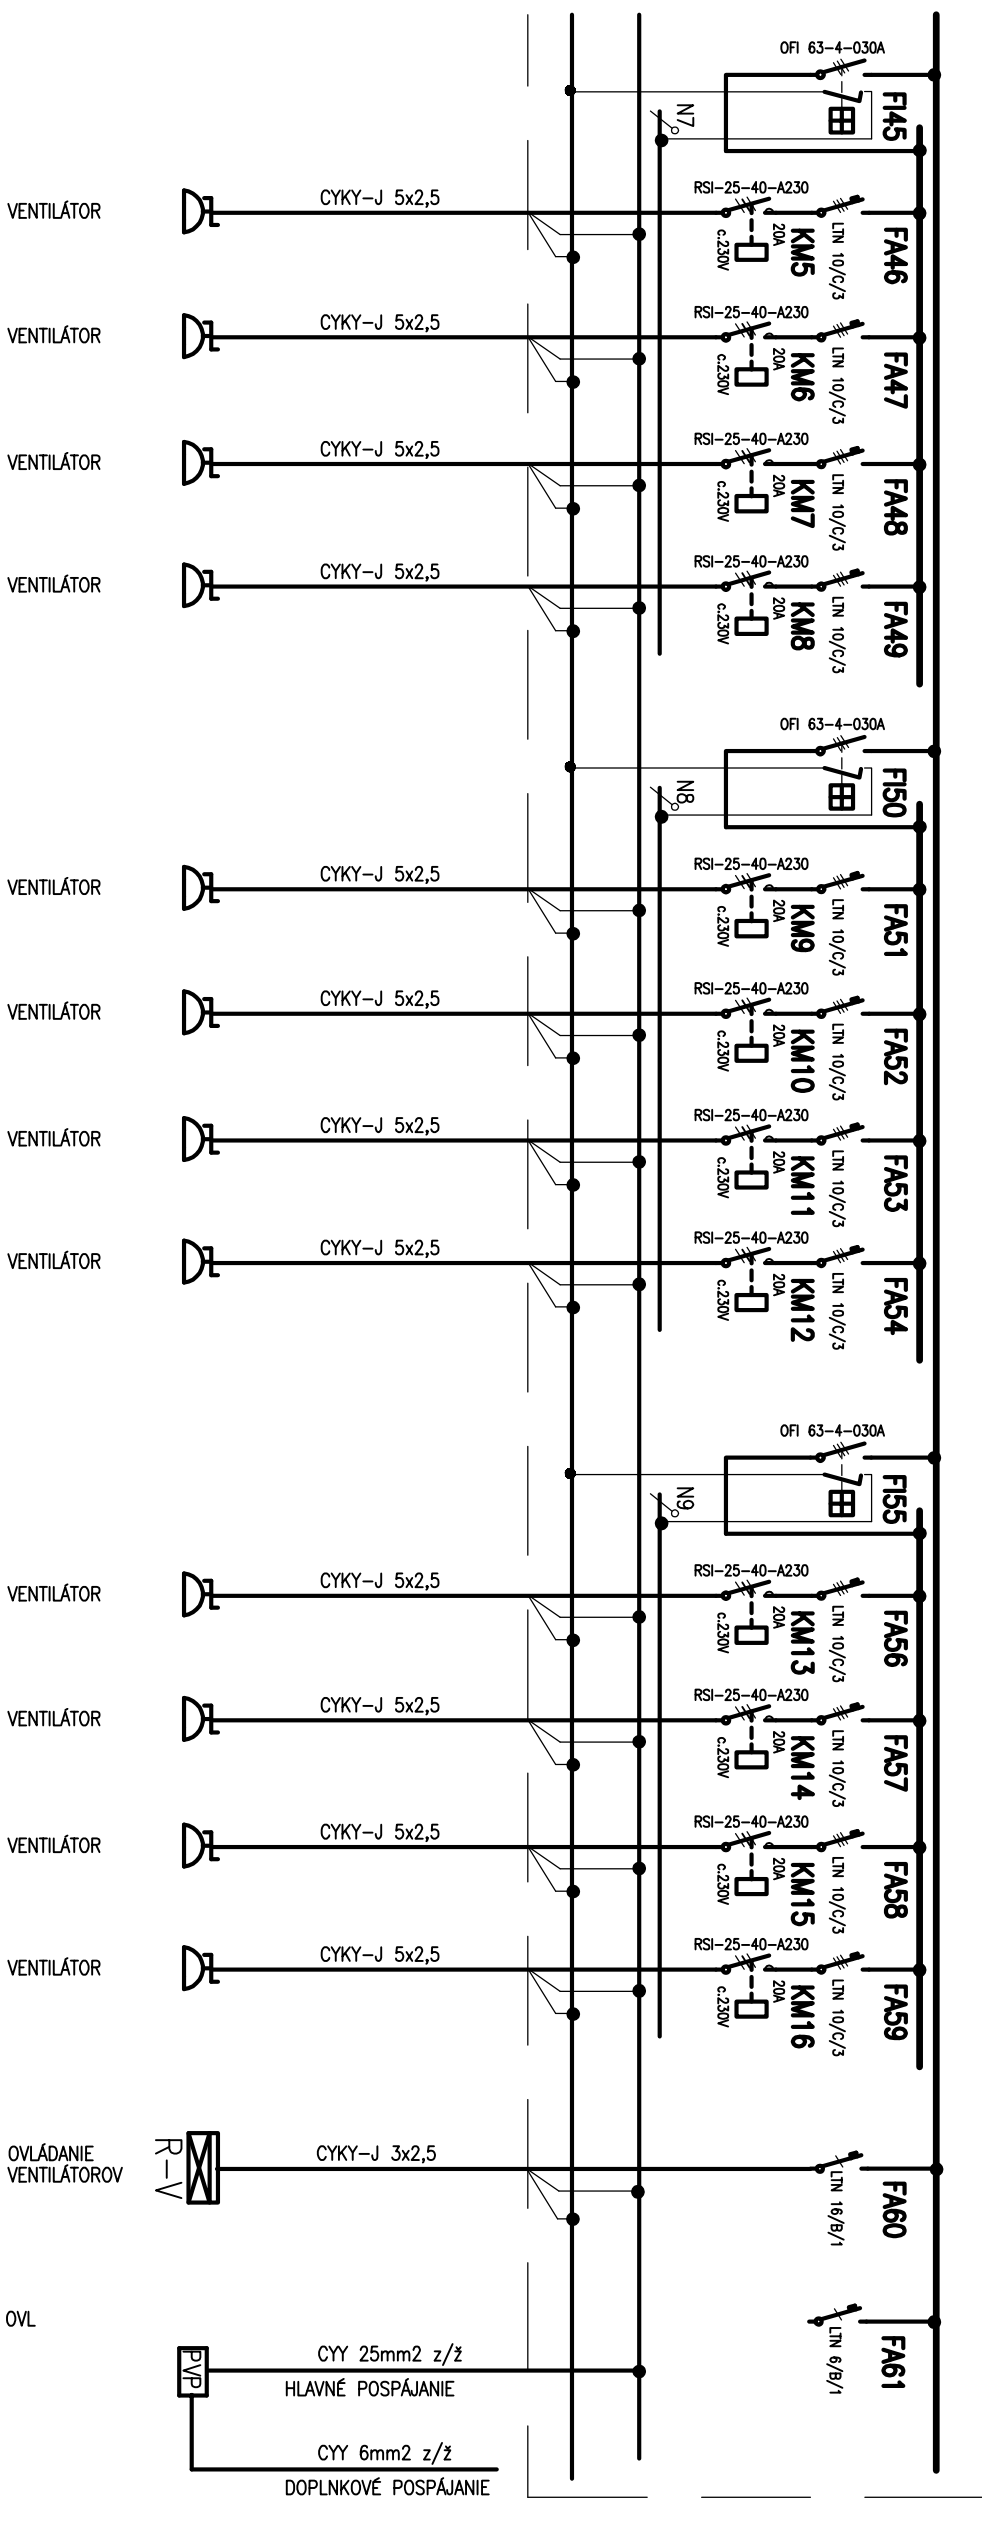 OFI 63-4-030A
FI45
N7
VENTILÁTOR
CYKY-J 5x2,5
RSI-25-40-A230
20A
c.230V
KM5
LTN 10/C/3
FA46
VENTILÁTOR
CYKY-J 5x2,5
RSI-25-40-A230
20A
c.230V
KM6
LTN 10/C/3
FA47
VENTILÁTOR
CYKY-J 5x2,5
RSI-25-40-A230
20A
c.230V
KM7
LTN 10/C/3
FA48
VENTILÁTOR
CYKY-J 5x2,5
RSI-25-40-A230
20A
c.230V
KM8
LTN 10/C/3
FA49
OFI 63-4-030A
FI50
N8
VENTILÁTOR
CYKY-J 5x2,5
RSI-25-40-A230
20A
c.230V
KM9
LTN 10/C/3
FA51
VENTILÁTOR
CYKY-J 5x2,5
RSI-25-40-A230
20A
c.230V
KM10
LTN 10/C/3
FA52
VENTILÁTOR
CYKY-J 5x2,5
RSI-25-40-A230
20A
c.230V
KM11
LTN 10/C/3
FA53
VENTILÁTOR
CYKY-J 5x2,5
RSI-25-40-A230
20A
c.230V
KM12
LTN 10/C/3
FA54
OFI 63-4-030A
FI55
N9
VENTILÁTOR
CYKY-J 5x2,5
RSI-25-40-A230
20A
c.230V
KM13
LTN 10/C/3
FA56
VENTILÁTOR
CYKY-J 5x2,5
RSI-25-40-A230
20A
c.230V
KM14
LTN 10/C/3
FA57
VENTILÁTOR
CYKY-J 5x2,5
RSI-25-40-A230
20A
c.230V
KM15
LTN 10/C/3
FA58
VENTILÁTOR
CYKY-J 5x2,5
RSI-25-40-A230
20A
c.230V
KM16
LTN 10/C/3
FA59
OVLÁDANIE
VENTILÁTOROV
R-V
CYKY-J 3x2,5
LTN 16/B/1
FA60
OVL
LTN 6/B/1
FA61
PVP
CYY 25mm2 z/ž
HLAVNÉ POSPÁJANIE
CYY 6mm2 z/ž
DOPLNKOVÉ POSPÁJANIE